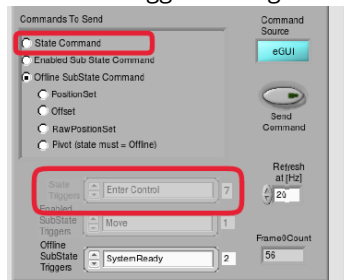 Commands To Send
Command
Source
State Command
eGUI
Enabled Sub State Command
Offline SubState Command
PositionSet
Offset
RawPositionSet
Pivot (state must = Offline)
Send
Command
State
Triggers
Enter Control
7
Refresh
at [Hz]
Enabled
SubState
Triggers
Move
1
Offline
SubState
Triggers
SystemReady
2
Frame0Count
56